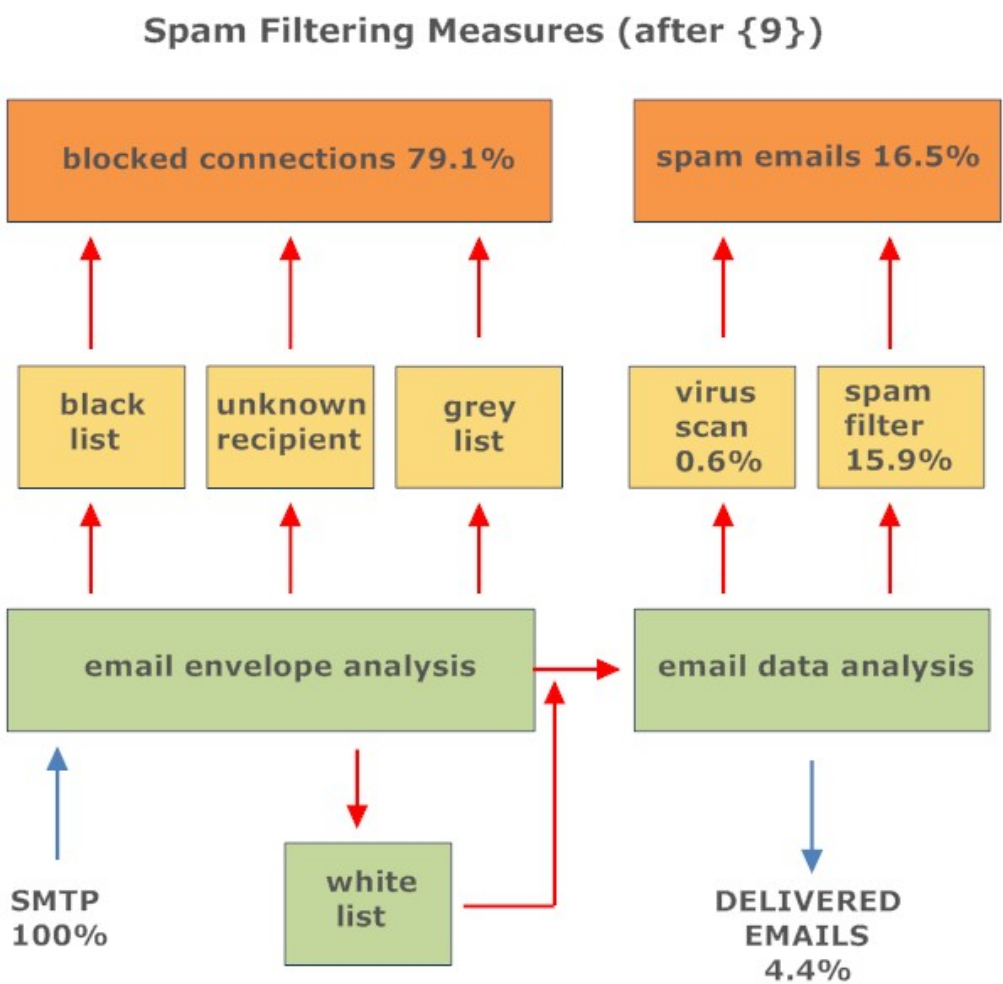 Spam Filtering Measures (after {9})
blocked connections 79.1%
spam emails 16.5%
black
list
unknown
recipient
grey
list
virus
scan
0.6%
spam
filter
15.9%
email envelope analysis
email data analysis
white
list
SMTP
100%
DELIVERED
EMAILS
4.4%